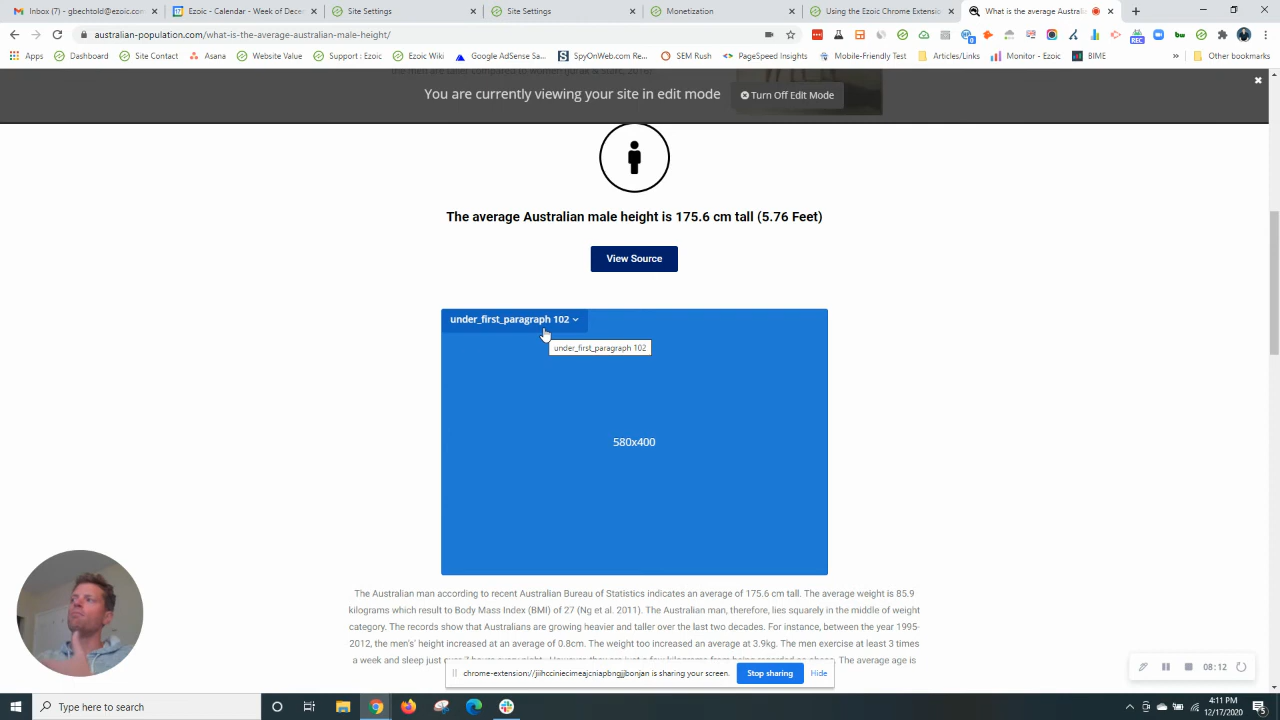 Inbox (7) - gbechtold@ezoic.com
Ezoic - Calendar - Week of Dece
Site Settings
Site Settings
Monetization
Using the Ezoic Chrome Extensio
What is the average Australia
australian-population.com/what-is-the-average-australian-male-height/
Apps
Dashboard
Site Contact
Asana
Website Value
Support : Ezoic
Ezoic Wiki
Google AdSense Sa...
SpyOnWeb.com Re...
SEM Rush
PageSpeed Insights
Mobile-Friendly Test
Articles/Links
Monitor - Ezoic
BIME
»
Other bookmarks
You are currently viewing your site in edit mode
Turn Off Edit Mode
The average Australian male height is 175.6 cm tall (5.76 Feet)
View Source
under_first_paragraph 102
under_first_paragraph 102
580x400
The Australian man according to recent Australian Bureau of Statistics indicates an average of 175.6 cm tall. The average weight is 85.9
kilograms which result to Body Mass Index (BMI) of 27 (Ng et al. 2011). The Australian man, therefore, lies squarely in the middle of weight
category. The records show that Australians are growing heavier and taller over the last two decades. For instance, between the year 1995-
2012, the men's' height increased at an average of 0.8cm. The weight too increased an average at 3.9kg. The men exercise at least 3 times
a week and sleep just The average age is
chrome-extension://jiihcciniecimeajcniapbngjjbonjan is sharing your screen.
Stop sharing
Hide
08:12
Type here to search
4:11 PM
12/17/2020